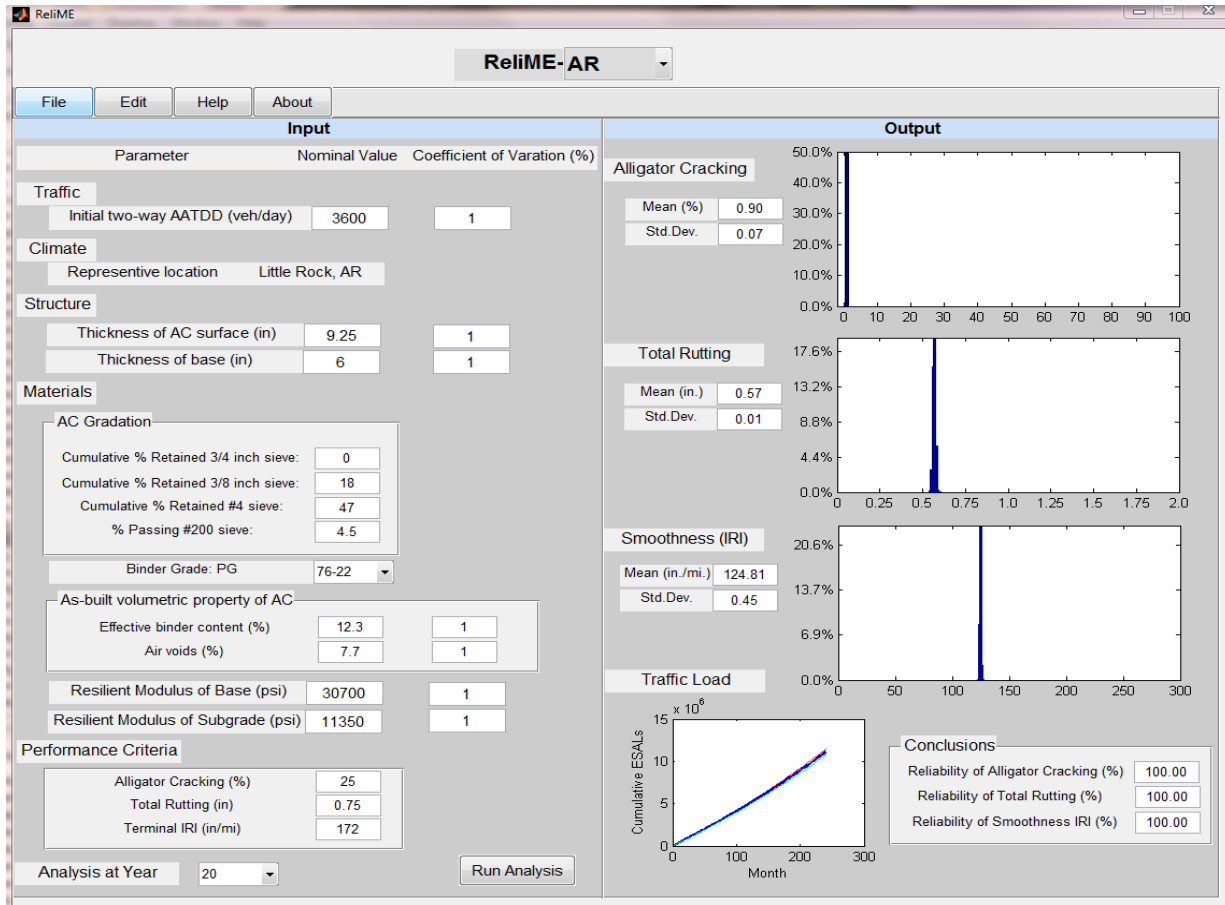 ReliME
ReliME- AR
File Edit Help About
Input
Parameter Nominal Value Coefficient of Varation (%)
Traffic
Initial two-way AATDD (veh/day) 3600 1
Climate
Representive location Little Rock, AR
Structure
Thickness of AC surface (in) 9.25 1
Thickness of base (in) 6 1
Materials
AC Gradation
Cumulative % Retained 3/4 inch sieve: 0
Cumulative % Retained 3/8 inch sieve: 18
Cumulative % Retained #4 sieve: 47
% Passing #200 sieve: 4.5
Binder Grade: PG 76-22
As-built volumetric property of AC
Effective binder content (%) 12.3 1
Air voids (%) 7.7 1
Resilient Modulus of Base (psi) 30700 1
Resilient Modulus of Subgrade (psi) 11350 1
Performance Criteria
Alligator Cracking (%) 25
Total Rutting (in) 0.75
Terminal IRI (in/mi) 172
Analysis at Year 20
Run Analysis
Output
Alligator Cracking
Mean (%) 0.90
Std.Dev. 0.07
50.0%
40.0%
30.0%
20.0%
10.0%
0.0%
0 10 20 30 40 50 60 70 80 90 100
Total Rutting
Mean (in.) 0.57
Std.Dev. 0.01
17.6%
13.2%
8.8%
4.4%
0.0%
0 0.25 0.5 0.75 1.0 1.25 1.5 1.75 2.0
Smoothness (IRI)
Mean (in./mi.) 124.81
Std.Dev. 0.45
20.6%
13.7%
6.9%
0.0%
0 50 100 150 200 250 300
Traffic Load
x 10^6
15
10
5
0
Cumulative ESALs
0 100 200 300
Month
Conclusions
Reliability of Alligator Cracking (%) 100.00
Reliability of Total Rutting (%) 100.00
Reliability of Smoothness IRI (%) 100.00